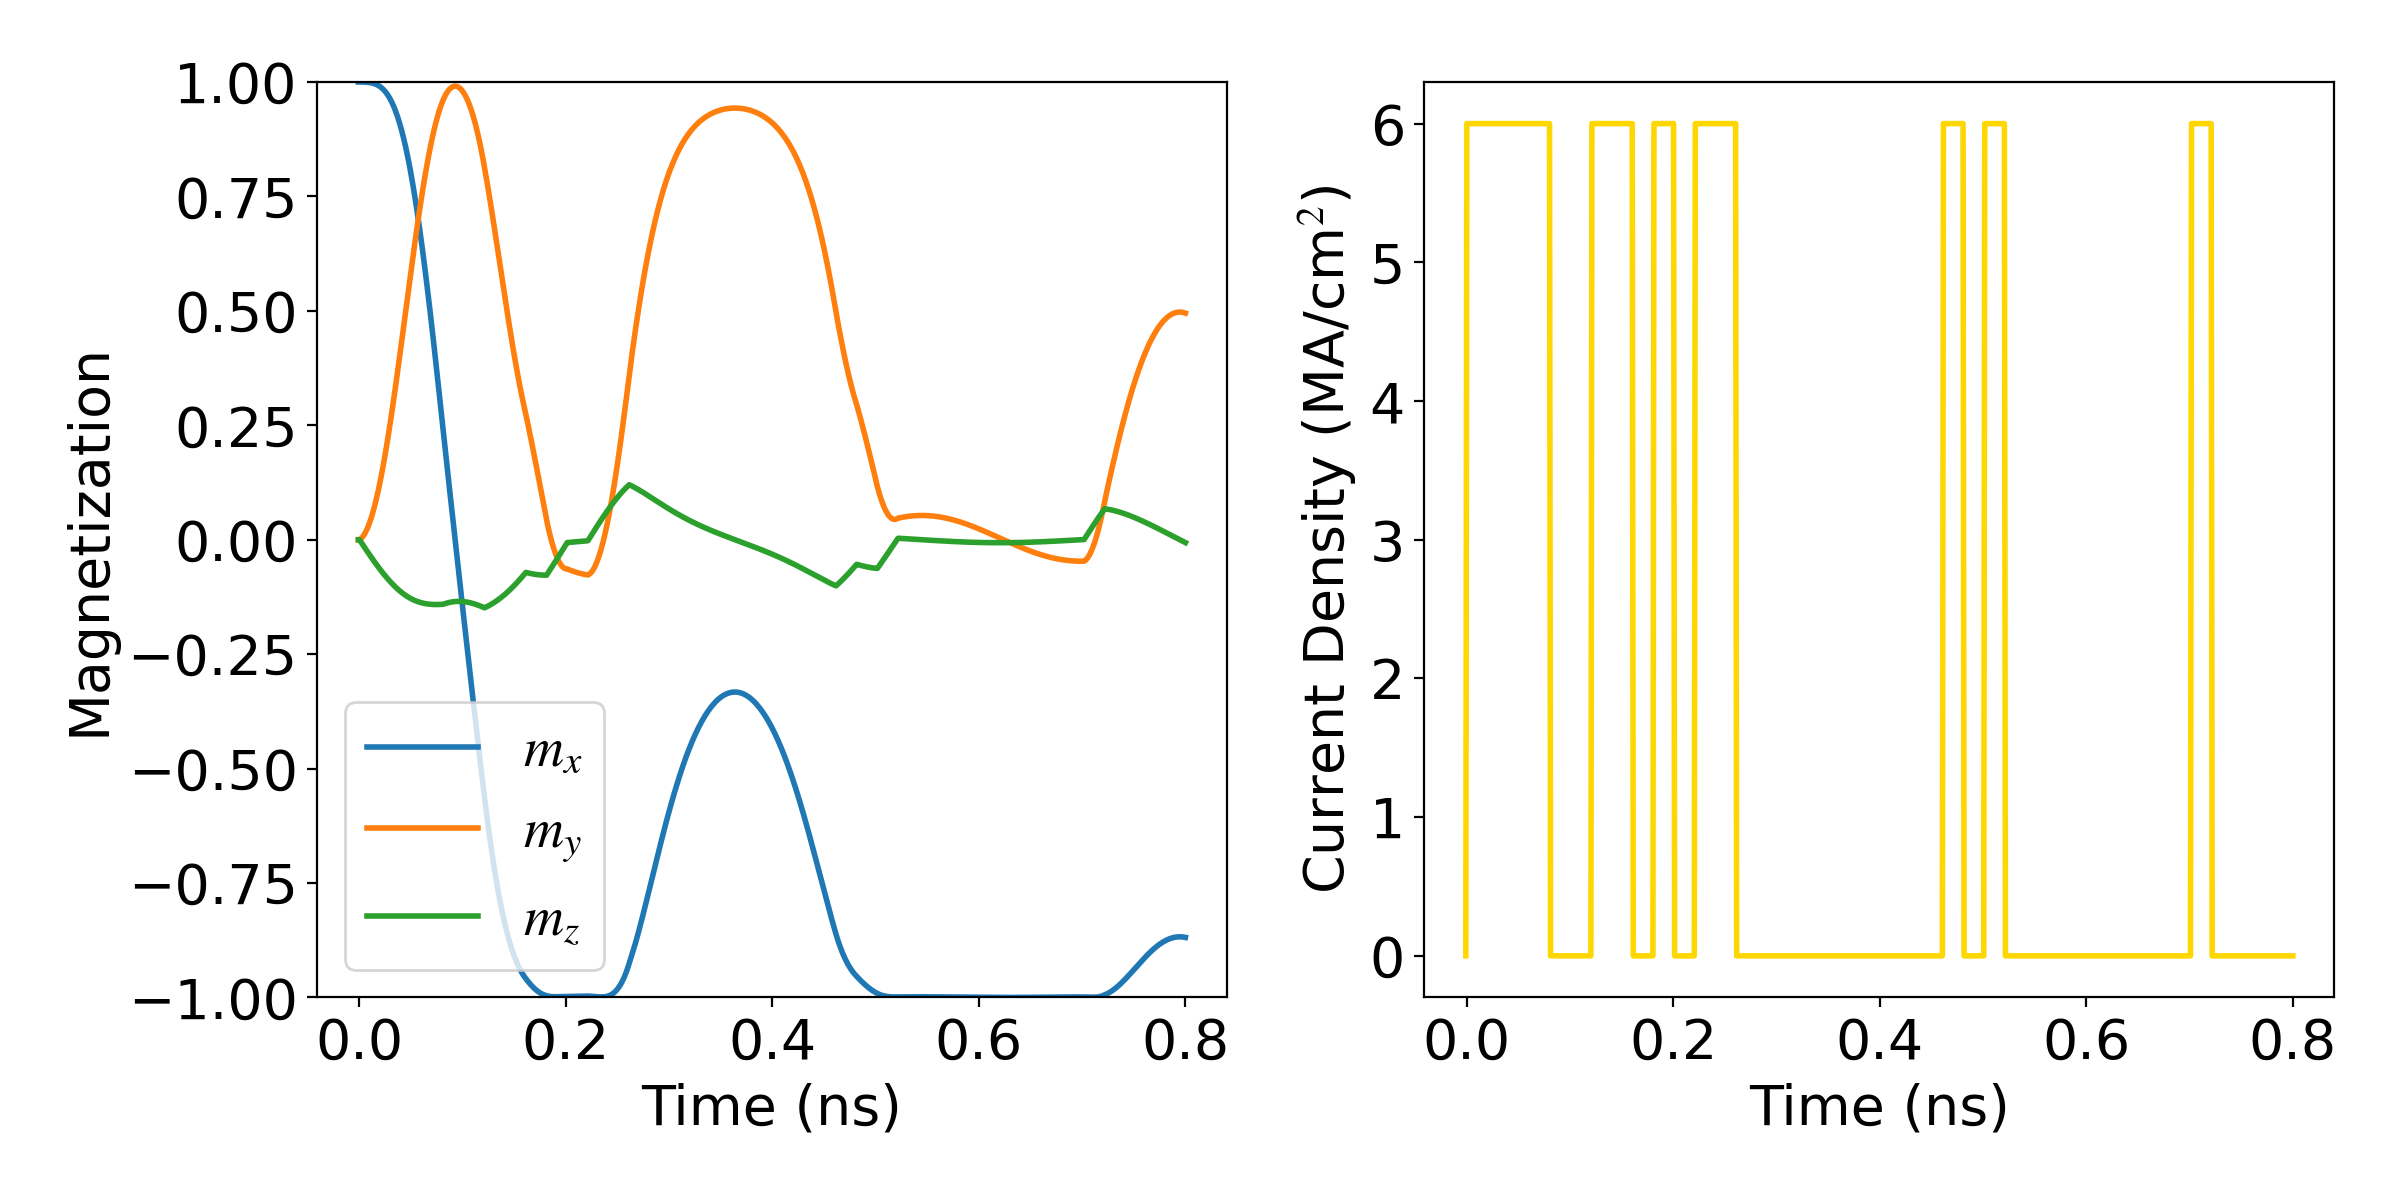 Magnetization
1.00
0.75
0.50
0.25
0.00
−0.25
−0.50
−0.75
−1.00
m_x
m_y
m_z
0.0 0.2 0.4 0.6 0.8
Time (ns)
Current Density (MA/cm²)
6
5
4
3
2
1
0
0.0 0.2 0.4 0.6 0.8
Time (ns)